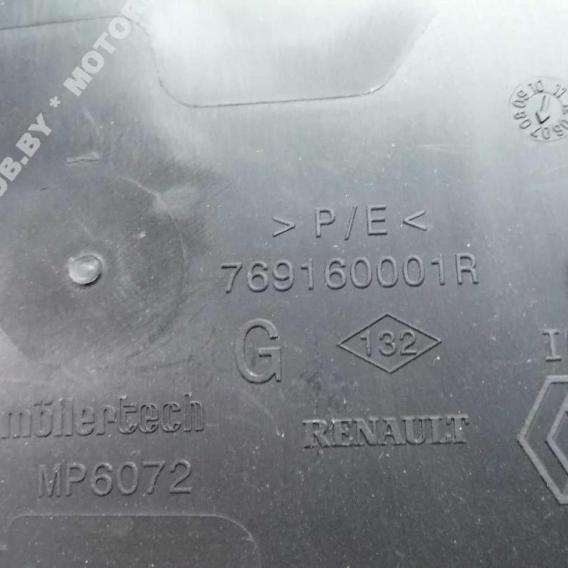 >P/E<
769160001R
G 132
möllertech
RENAULT
MP6072